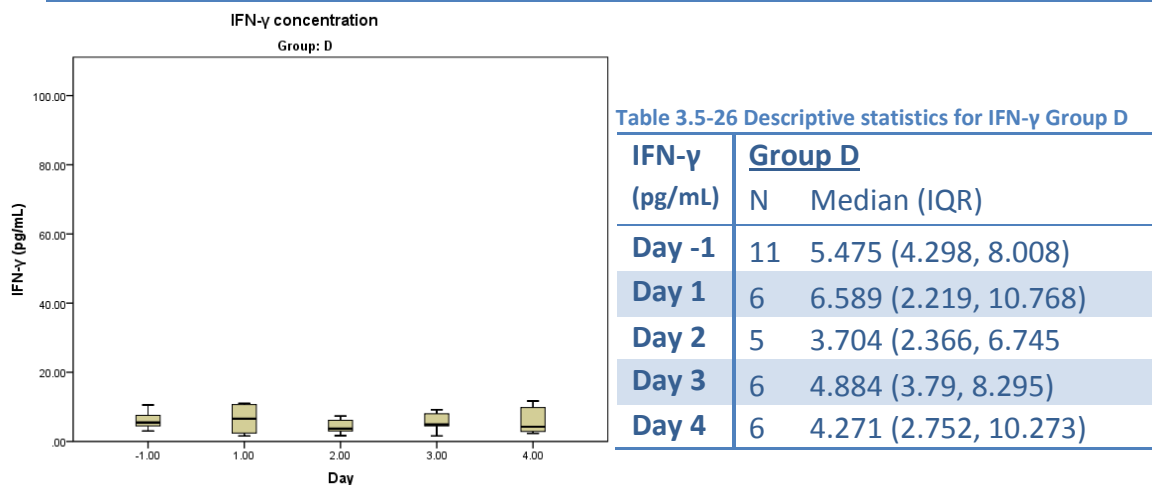 IFN-γ concentration
Group: D
100.00
80.00
60.00
40.00
20.00
.00
IFN-γ (pg/mL)
-1.00 1.00 2.00 3.00 4.00
Day
Table 3.5-26 Descriptive statistics for IFN-γ Group D
IFN-γ Group D
(pg/mL) N Median (IQR)
Day -1 11 5.475 (4.298, 8.008)
Day 1 6 6.589 (2.219, 10.768)
Day 2 5 3.704 (2.366, 6.745
Day 3 6 4.884 (3.79, 8.295)
Day 4 6 4.271 (2.752, 10.273)